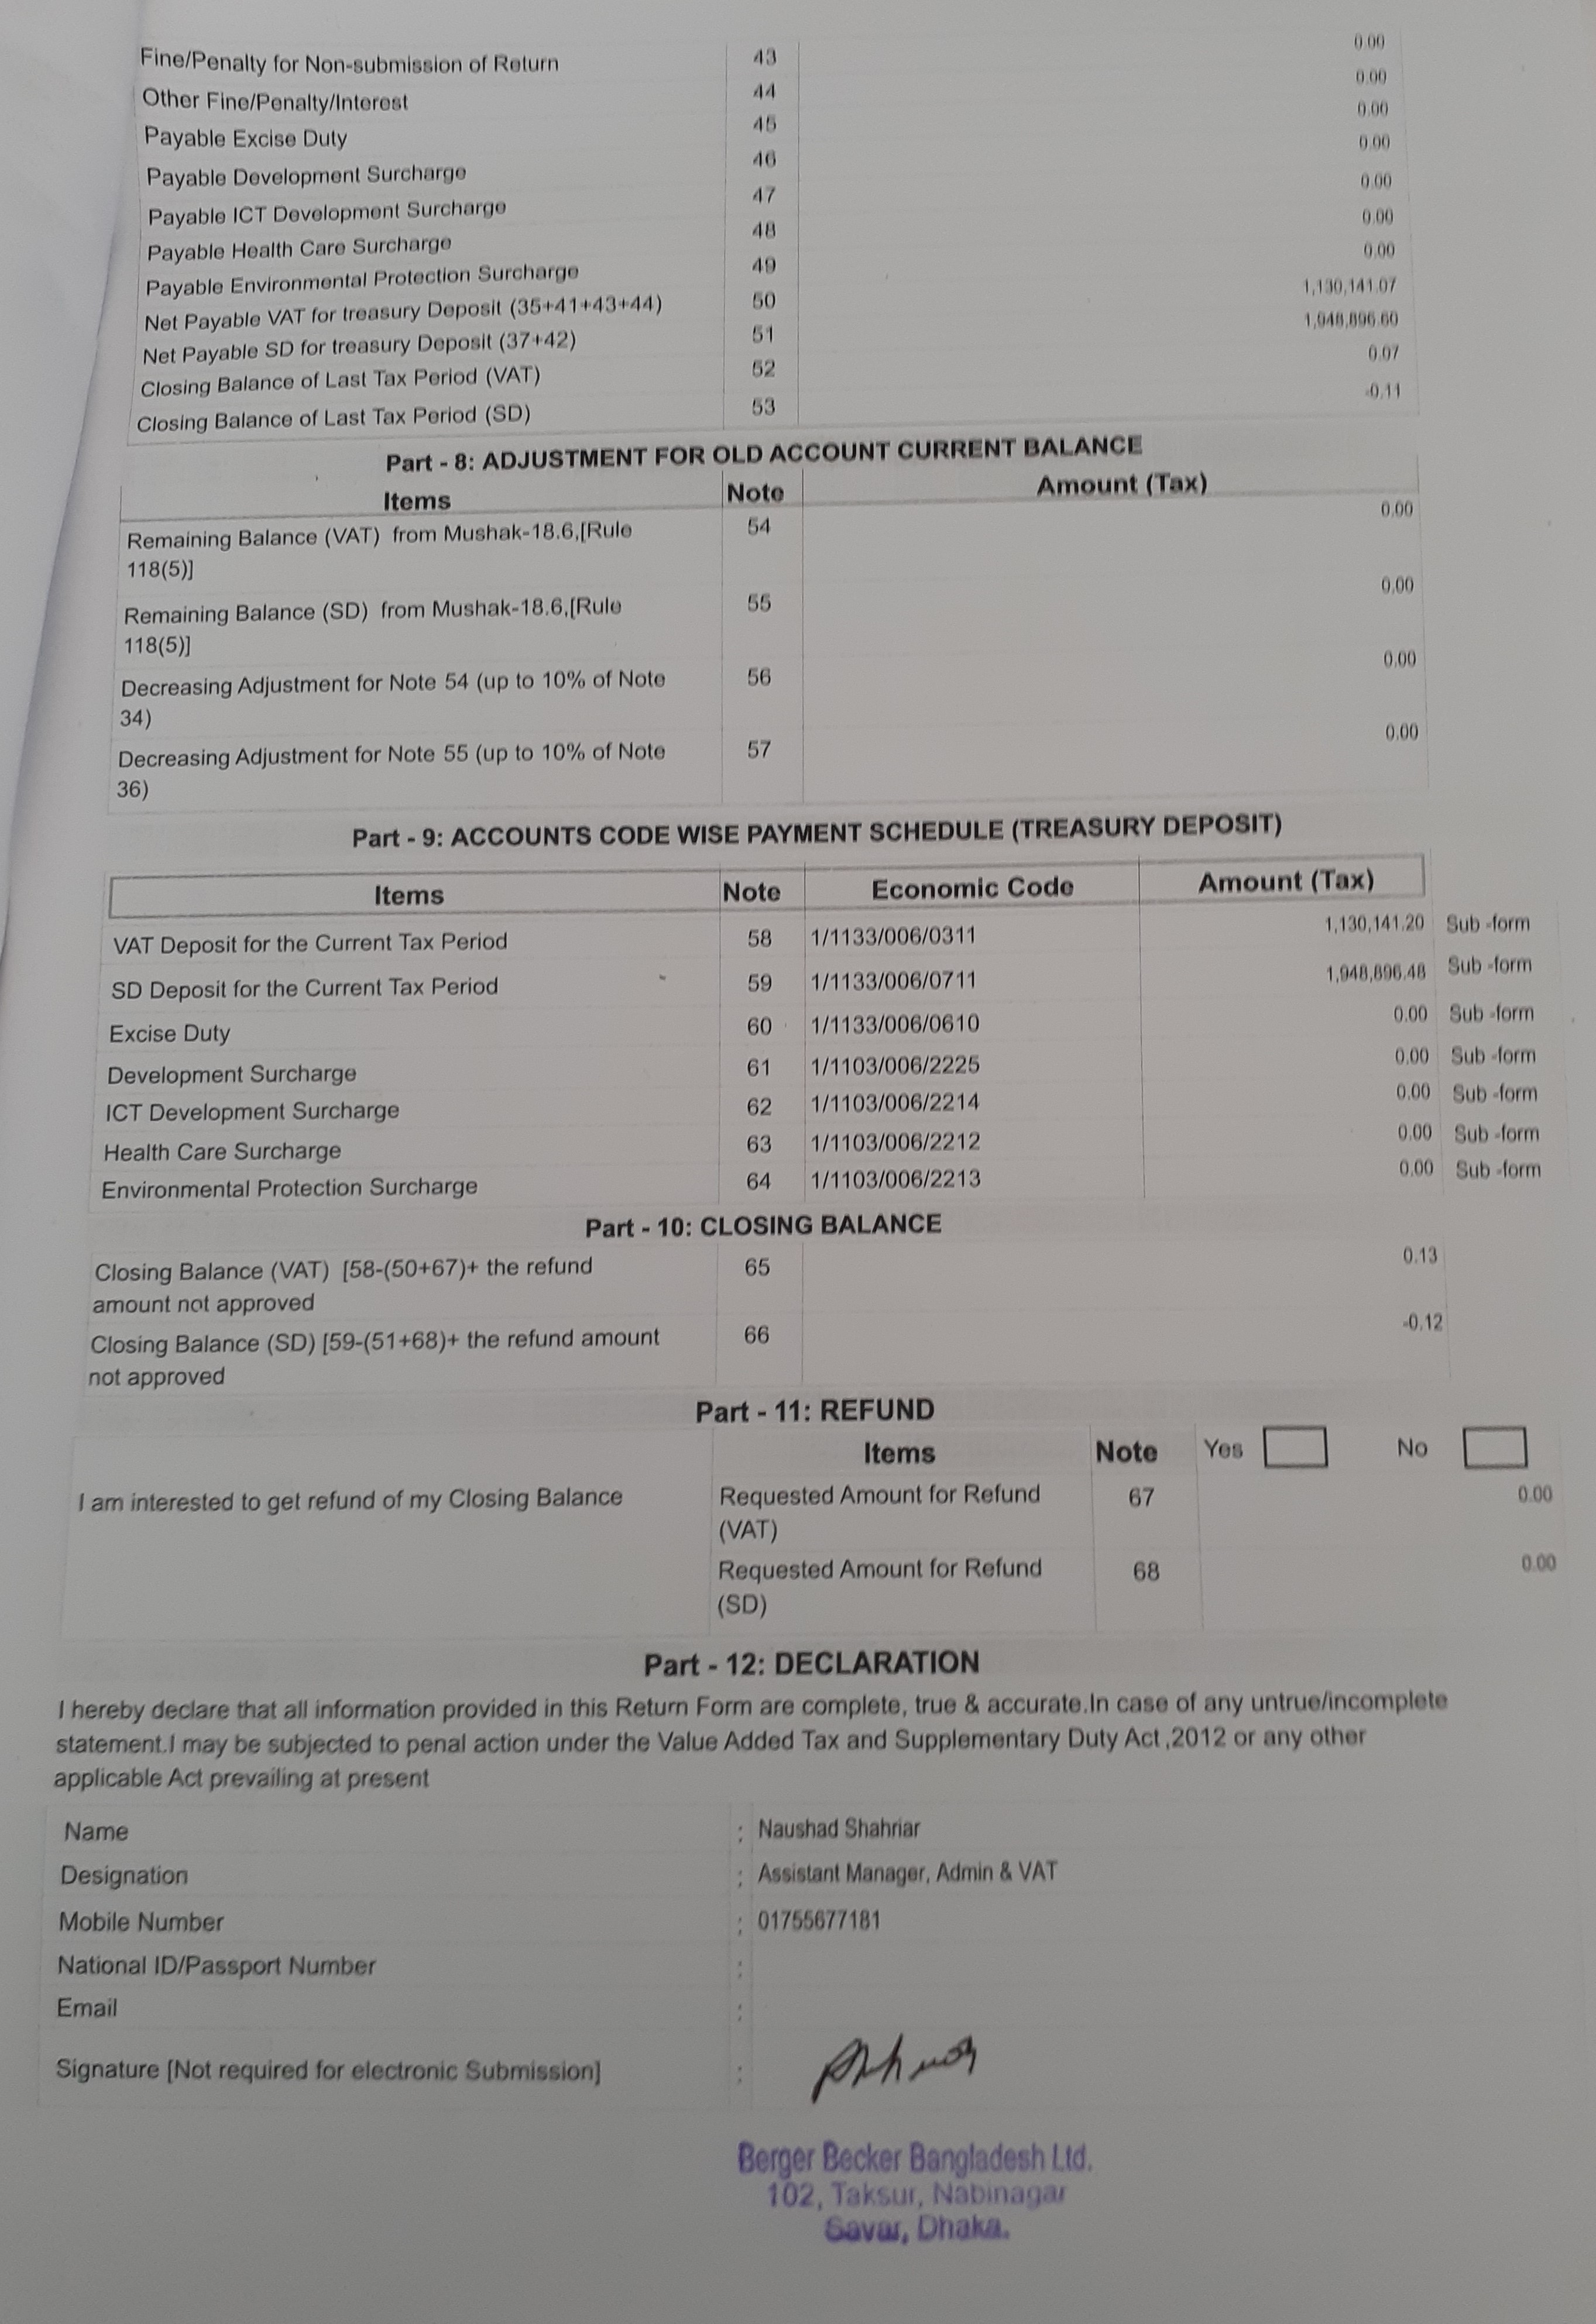 Fine/Penalty for Non-submission of Return 43 0.00
Other Fine/Penalty/Interest 44 0.00
Payable Excise Duty 45 0.00
Payable Development Surcharge 46 0.00
Payable ICT Development Surcharge 47 0.00
Payable Health Care Surcharge 48 0.00
Payable Environmental Protection Surcharge 49 0.00
Net Payable VAT for treasury Deposit (35+41+43+44) 50 1,130,141.07
Net Payable SD for treasury Deposit (37+42) 51 1,948,896.60
Closing Balance of Last Tax Period (VAT) 52 0.07
Closing Balance of Last Tax Period (SD) 53 -0.11
Part - 8: ADJUSTMENT FOR OLD ACCOUNT CURRENT BALANCE
Items Note Amount (Tax)
Remaining Balance (VAT) from Mushak-18.6,[Rule 54 0.00
118(5)]
Remaining Balance (SD) from Mushak-18.6,[Rule 55 0.00
118(5)]
Decreasing Adjustment for Note 54 (up to 10% of Note 56 0.00
34)
Decreasing Adjustment for Note 55 (up to 10% of Note 57 0.00
36)
Part - 9: ACCOUNTS CODE WISE PAYMENT SCHEDULE (TREASURY DEPOSIT)
Items Note Economic Code Amount (Tax)
VAT Deposit for the Current Tax Period 58 1/1133/006/0311 1,130,141.20 Sub -form
SD Deposit for the Current Tax Period 59 1/1133/006/0711 1,948,896.48 Sub -form
Excise Duty 60 1/1133/006/0610 0.00 Sub -form
Development Surcharge 61 1/1103/006/2225 0.00 Sub -form
ICT Development Surcharge 62 1/1103/006/2214 0.00 Sub -form
Health Care Surcharge 63 1/1103/006/2212 0.00 Sub -form
Environmental Protection Surcharge 64 1/1103/006/2213 0.00 Sub -form
Part - 10: CLOSING BALANCE
Closing Balance (VAT) [58-(50+67)+ the refund 65 0.13
amount not approved
Closing Balance (SD) [59-(51+68)+ the refund amount 66 -0.12
not approved
Part - 11: REFUND
Items Note Yes No
I am interested to get refund of my Closing Balance Requested Amount for Refund 67 0.00
(VAT)
Requested Amount for Refund 68 0.00
(SD)
Part - 12: DECLARATION
I hereby declare that all information provided in this Return Form are complete, true & accurate.In case of any untrue/incomplete
statement.I may be subjected to penal action under the Value Added Tax and Supplementary Duty Act ,2012 or any other
applicable Act prevailing at present
Name : Naushad Shahriar
Designation : Assistant Manager, Admin & VAT
Mobile Number : 01755677181
National ID/Passport Number :
Email :
Signature [Not required for electronic Submission] :
Berger Becker Bangladesh Ltd.
102, Taksur, Nabinagar
Savar, Dhaka.